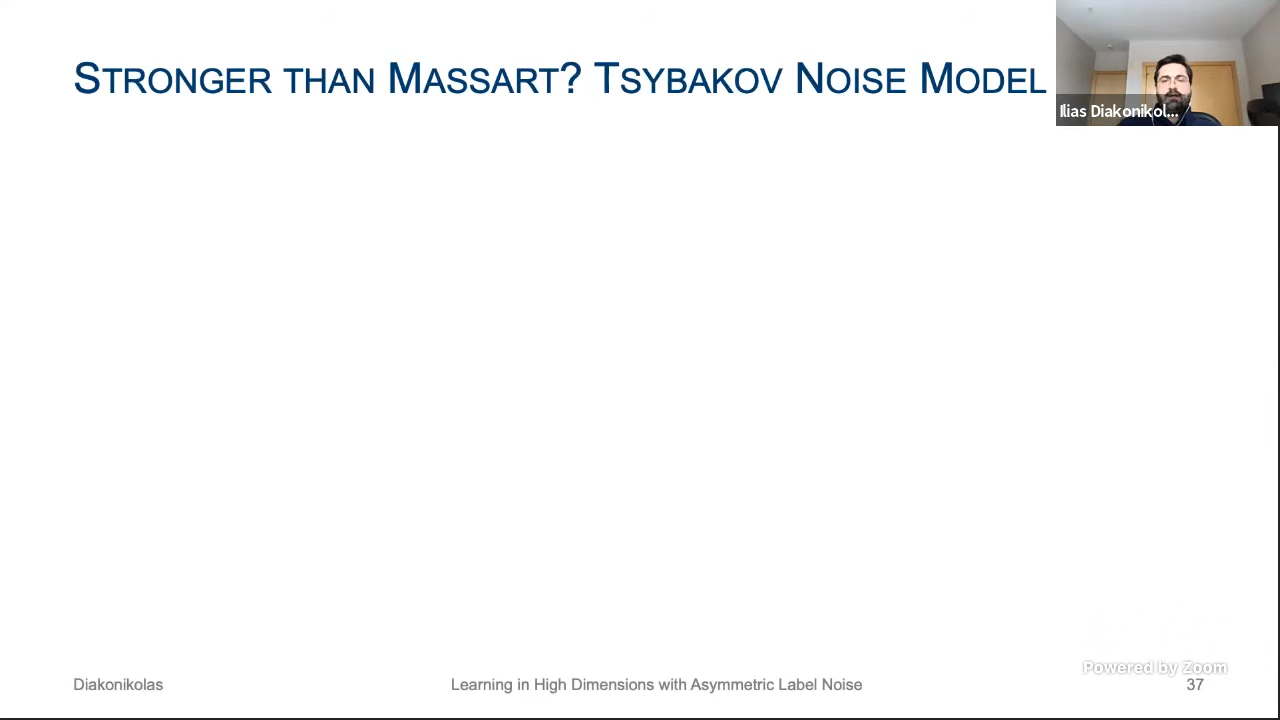 STRONGER THAN MASSART? TSYBAKOV NOISE MODEL
Ilias Diakonikol...
Powered by Zoom
Diakonikolas
Learning in High Dimensions with Asymmetric Label Noise
37